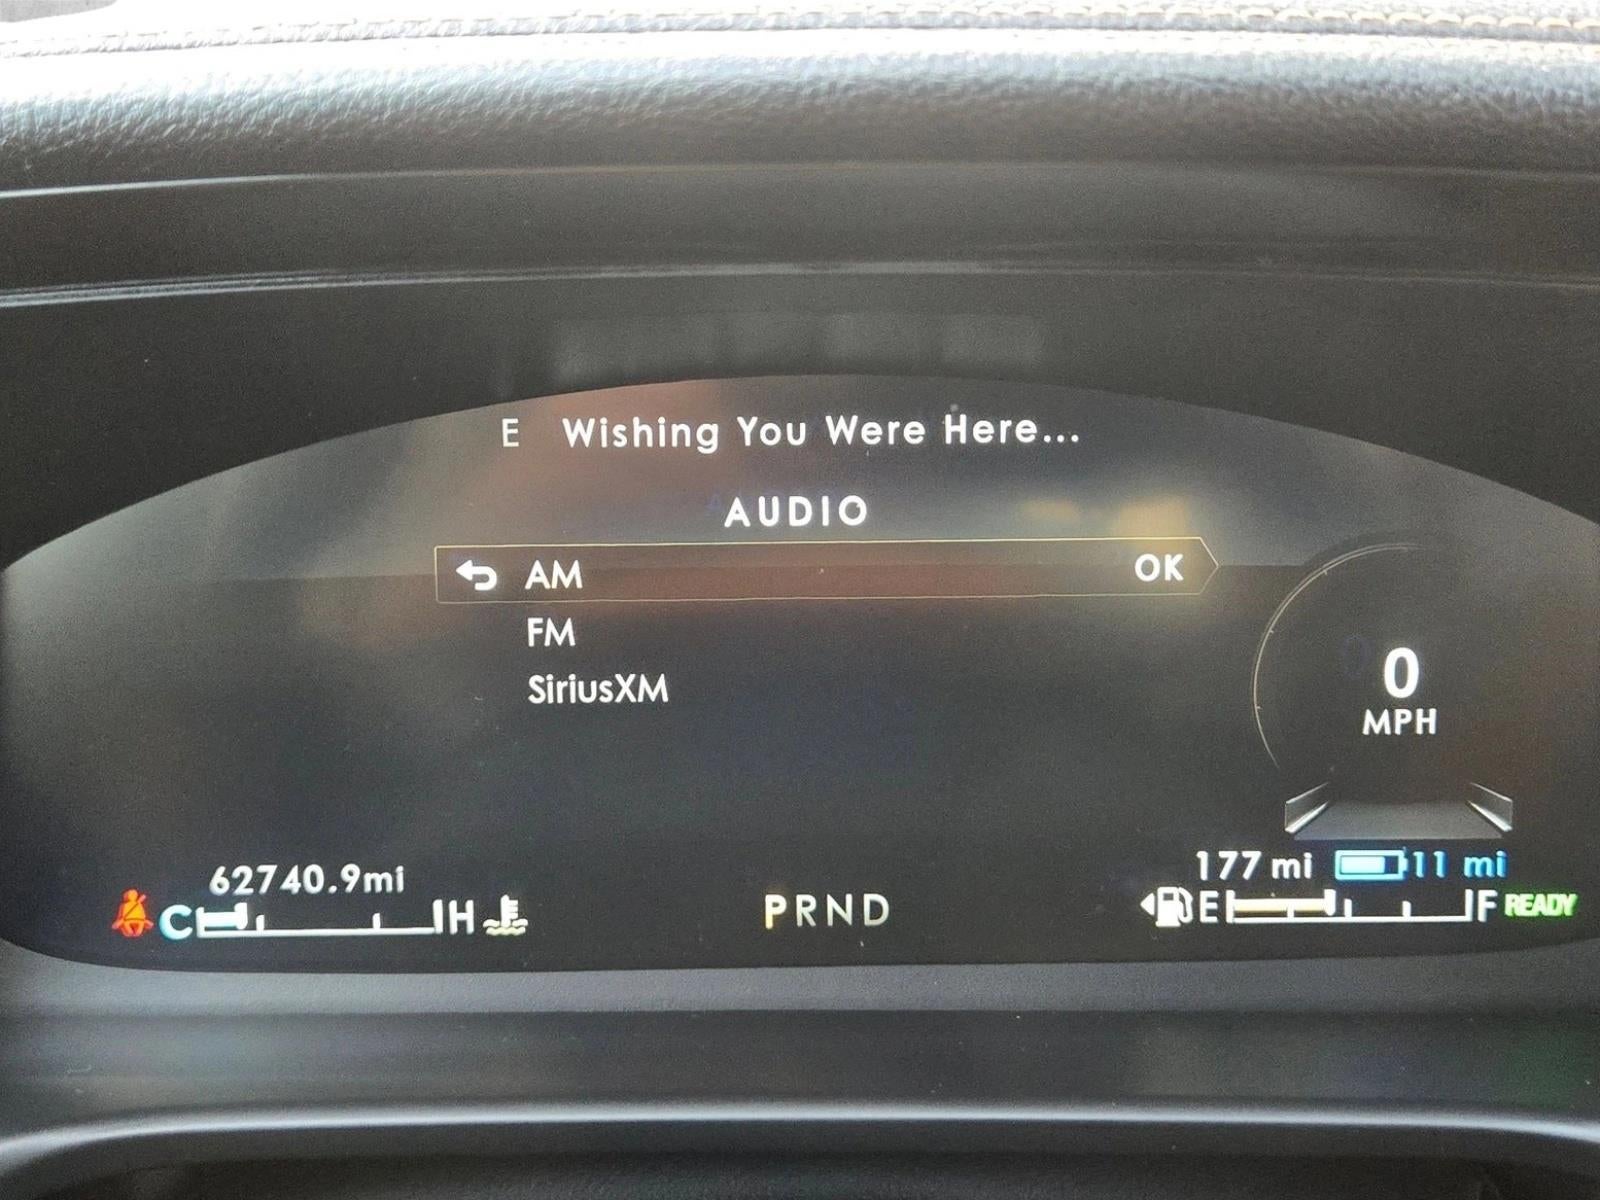 E Wishing You Were Here...
AUDIO
AM OK
FM
SiriusXM
0
MPH
62740.9mi
177 mi 11 mi
C H
PRND
E F READY